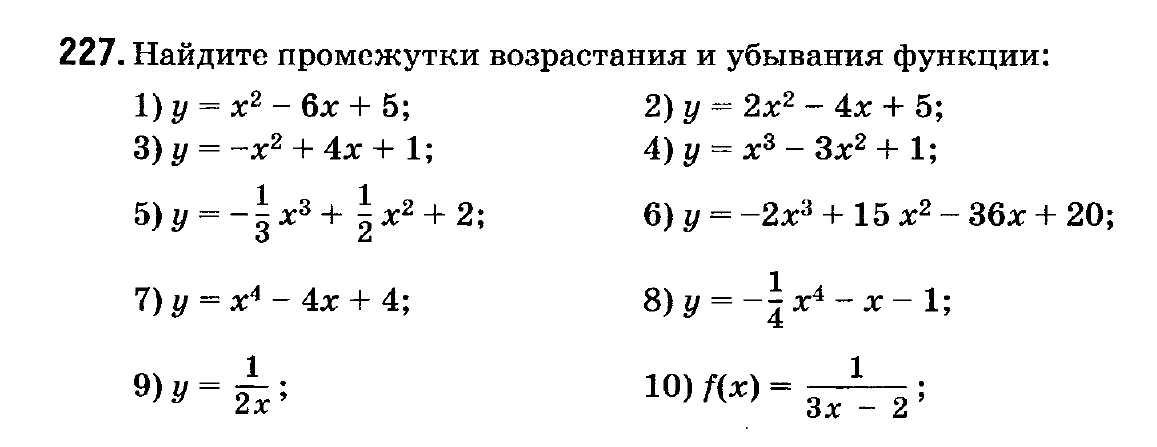 227. Найдите промежутки возрастания и убывания функции:
1) y = x² − 6x + 5; 2) y = 2x² − 4x + 5;
3) y = −x² + 4x + 1; 4) y = x³ − 3x² + 1;
5) y = −1/3 x³ + 1/2 x² + 2; 6) y = −2x³ + 15 x² − 36x + 20;
7) y = x⁴ − 4x + 4; 8) y = −1/4 x⁴ − x − 1;
9) y = 1/2x ; 10) f(x) = 1/3x − 2 ;